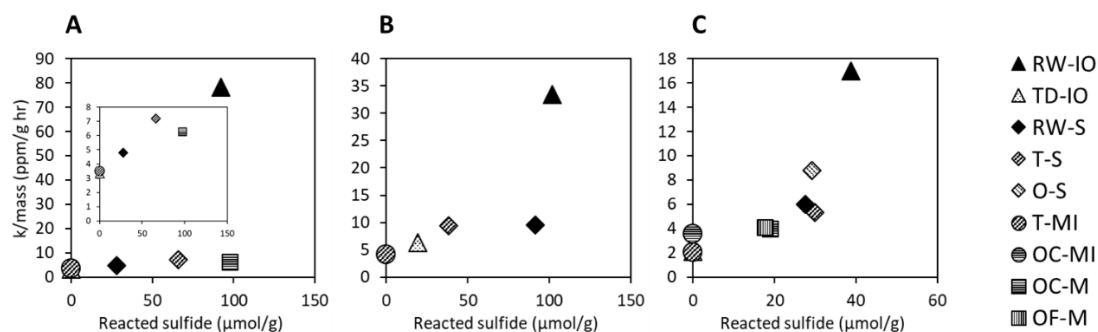 A
B
C
k/mass (ppm/g hr)
90
80
70
60
50
40
30
20
10
0
0 50 100 150
8
7
6
5
4
3
2
1
0
0 50 100 150
Reacted sulfide (μmol/g)
40
35
30
25
20
15
10
5
0
0 50 100 150
Reacted sulfide (μmol/g)
18
16
14
12
10
8
6
4
2
0
0 20 40 60
Reacted sulfide (μmol/g)
RW-IO
TD-IO
RW-S
T-S
O-S
T-MI
OC-MI
OC-M
OF-M